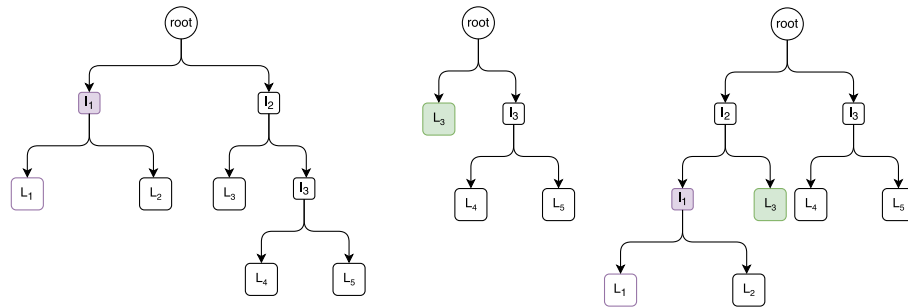 root
I₁
I₂
L₁
L₂
L₃
I₃
L₄
L₅
root
L₃
I₃
L₄
L₅
root
I₂
I₃
I₁
L₃
L₄
L₅
L₁
L₂